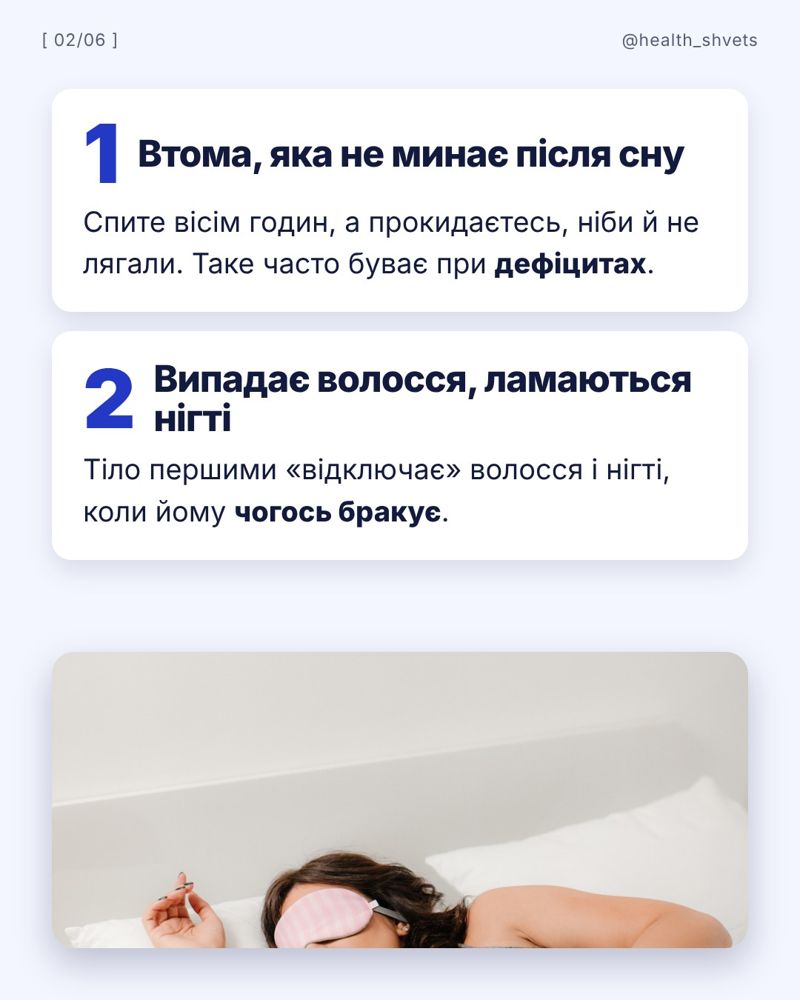 [ 02/06 ]
@health_shvets
1 Втома, яка не минає після сну
Спите вісім годин, а прокидаєтесь, ніби й не
лягали. Таке часто буває при дефіцитах.
2 Випадає волосся, ламаються
нігті
Тіло першими «відключає» волосся і нігті,
коли йому чогось бракує.